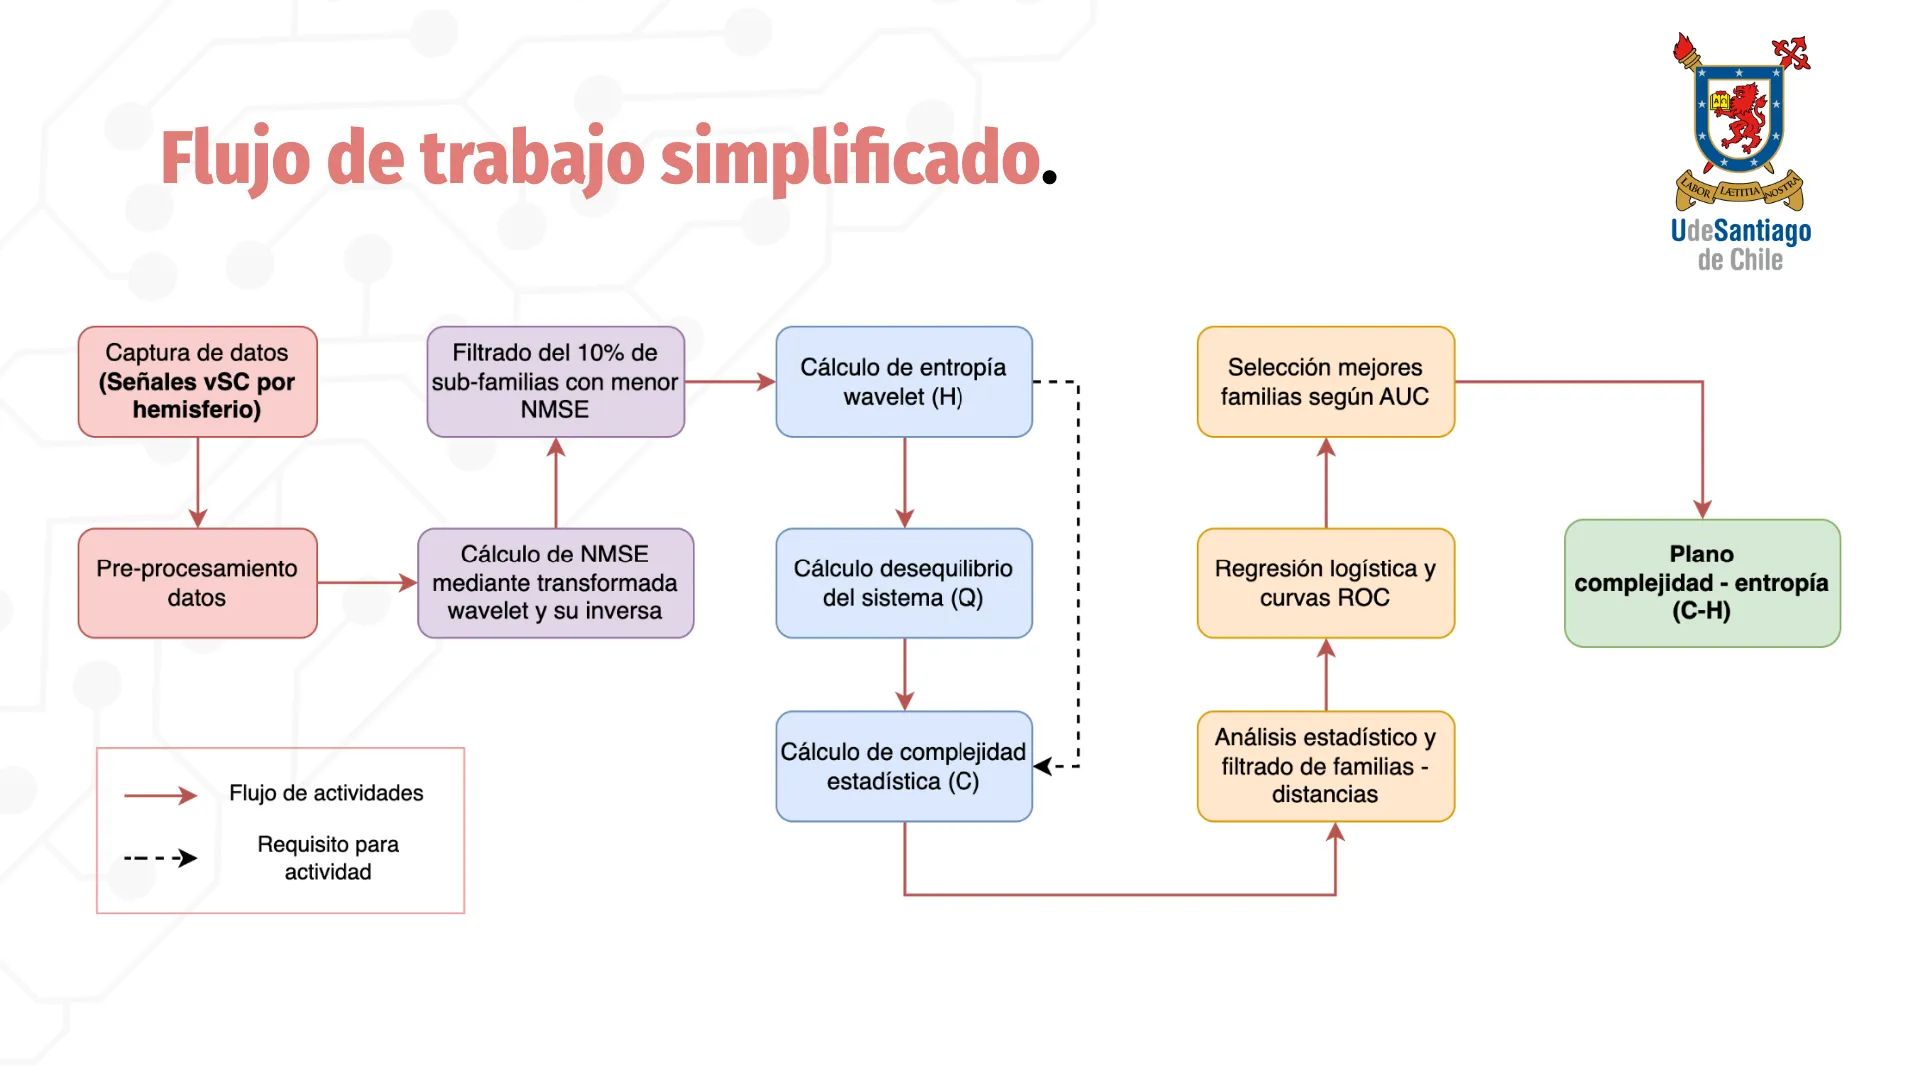 Flujo de trabajo simplificado.
LABOR LÆTITIA NOSTRA
UdeSantiago
de Chile
Captura de datos
(Señales vSC por
hemisferio)
Pre-procesamiento
datos
Filtrado del 10% de
sub-familias con menor
NMSE
Cálculo de NMSE
mediante transformada
wavelet y su inversa
Cálculo de entropía
wavelet (H)
Cálculo desequilibrio
del sistema (Q)
Cálculo de complejidad
estadística (C)
Selección mejores
familias según AUC
Regresión logística y
curvas ROC
Análisis estadístico y
filtrado de familias -
distancias
Plano
complejidad - entropía
(C-H)
Flujo de actividades
Requisito para
actividad